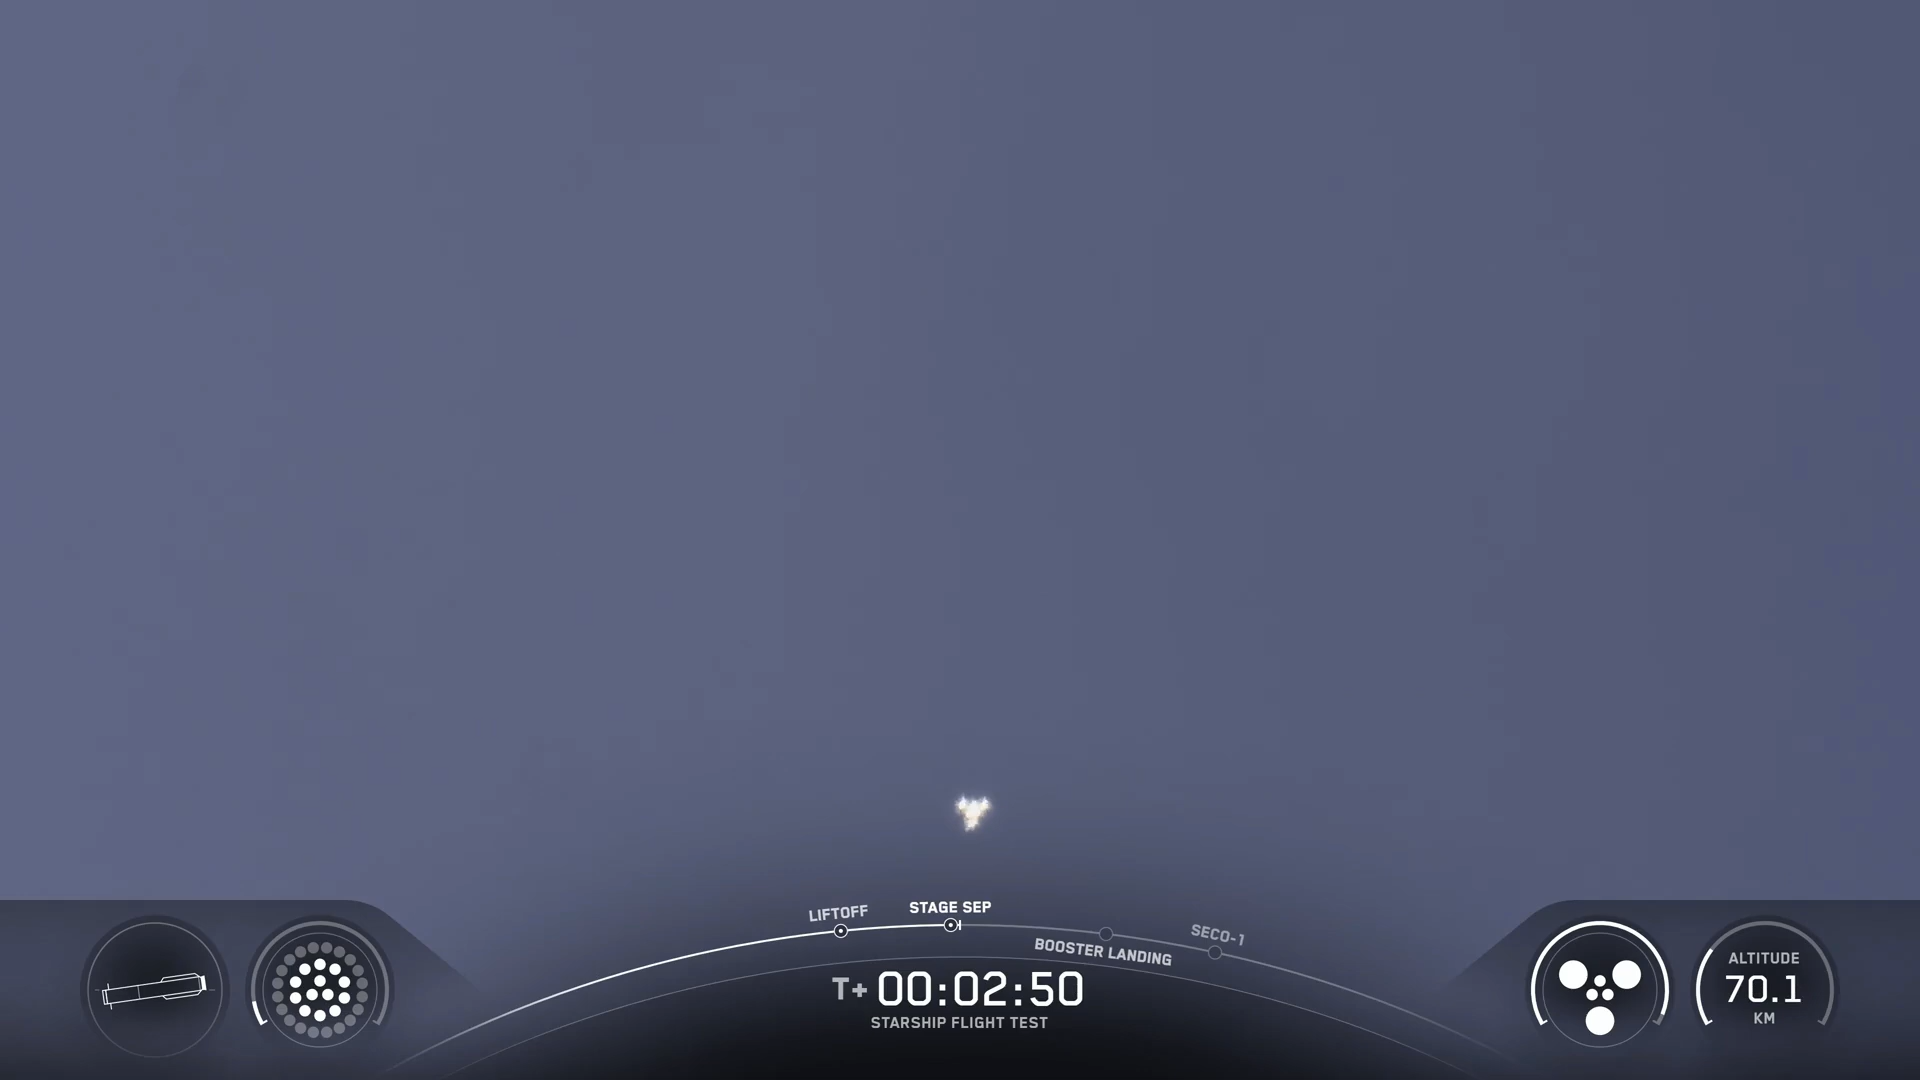 LIFTOFF
STAGE SEP
BOOSTER LANDING
SECO-1
T+ 00:02:50
STARSHIP FLIGHT TEST
ALTITUDE
70.1
KM